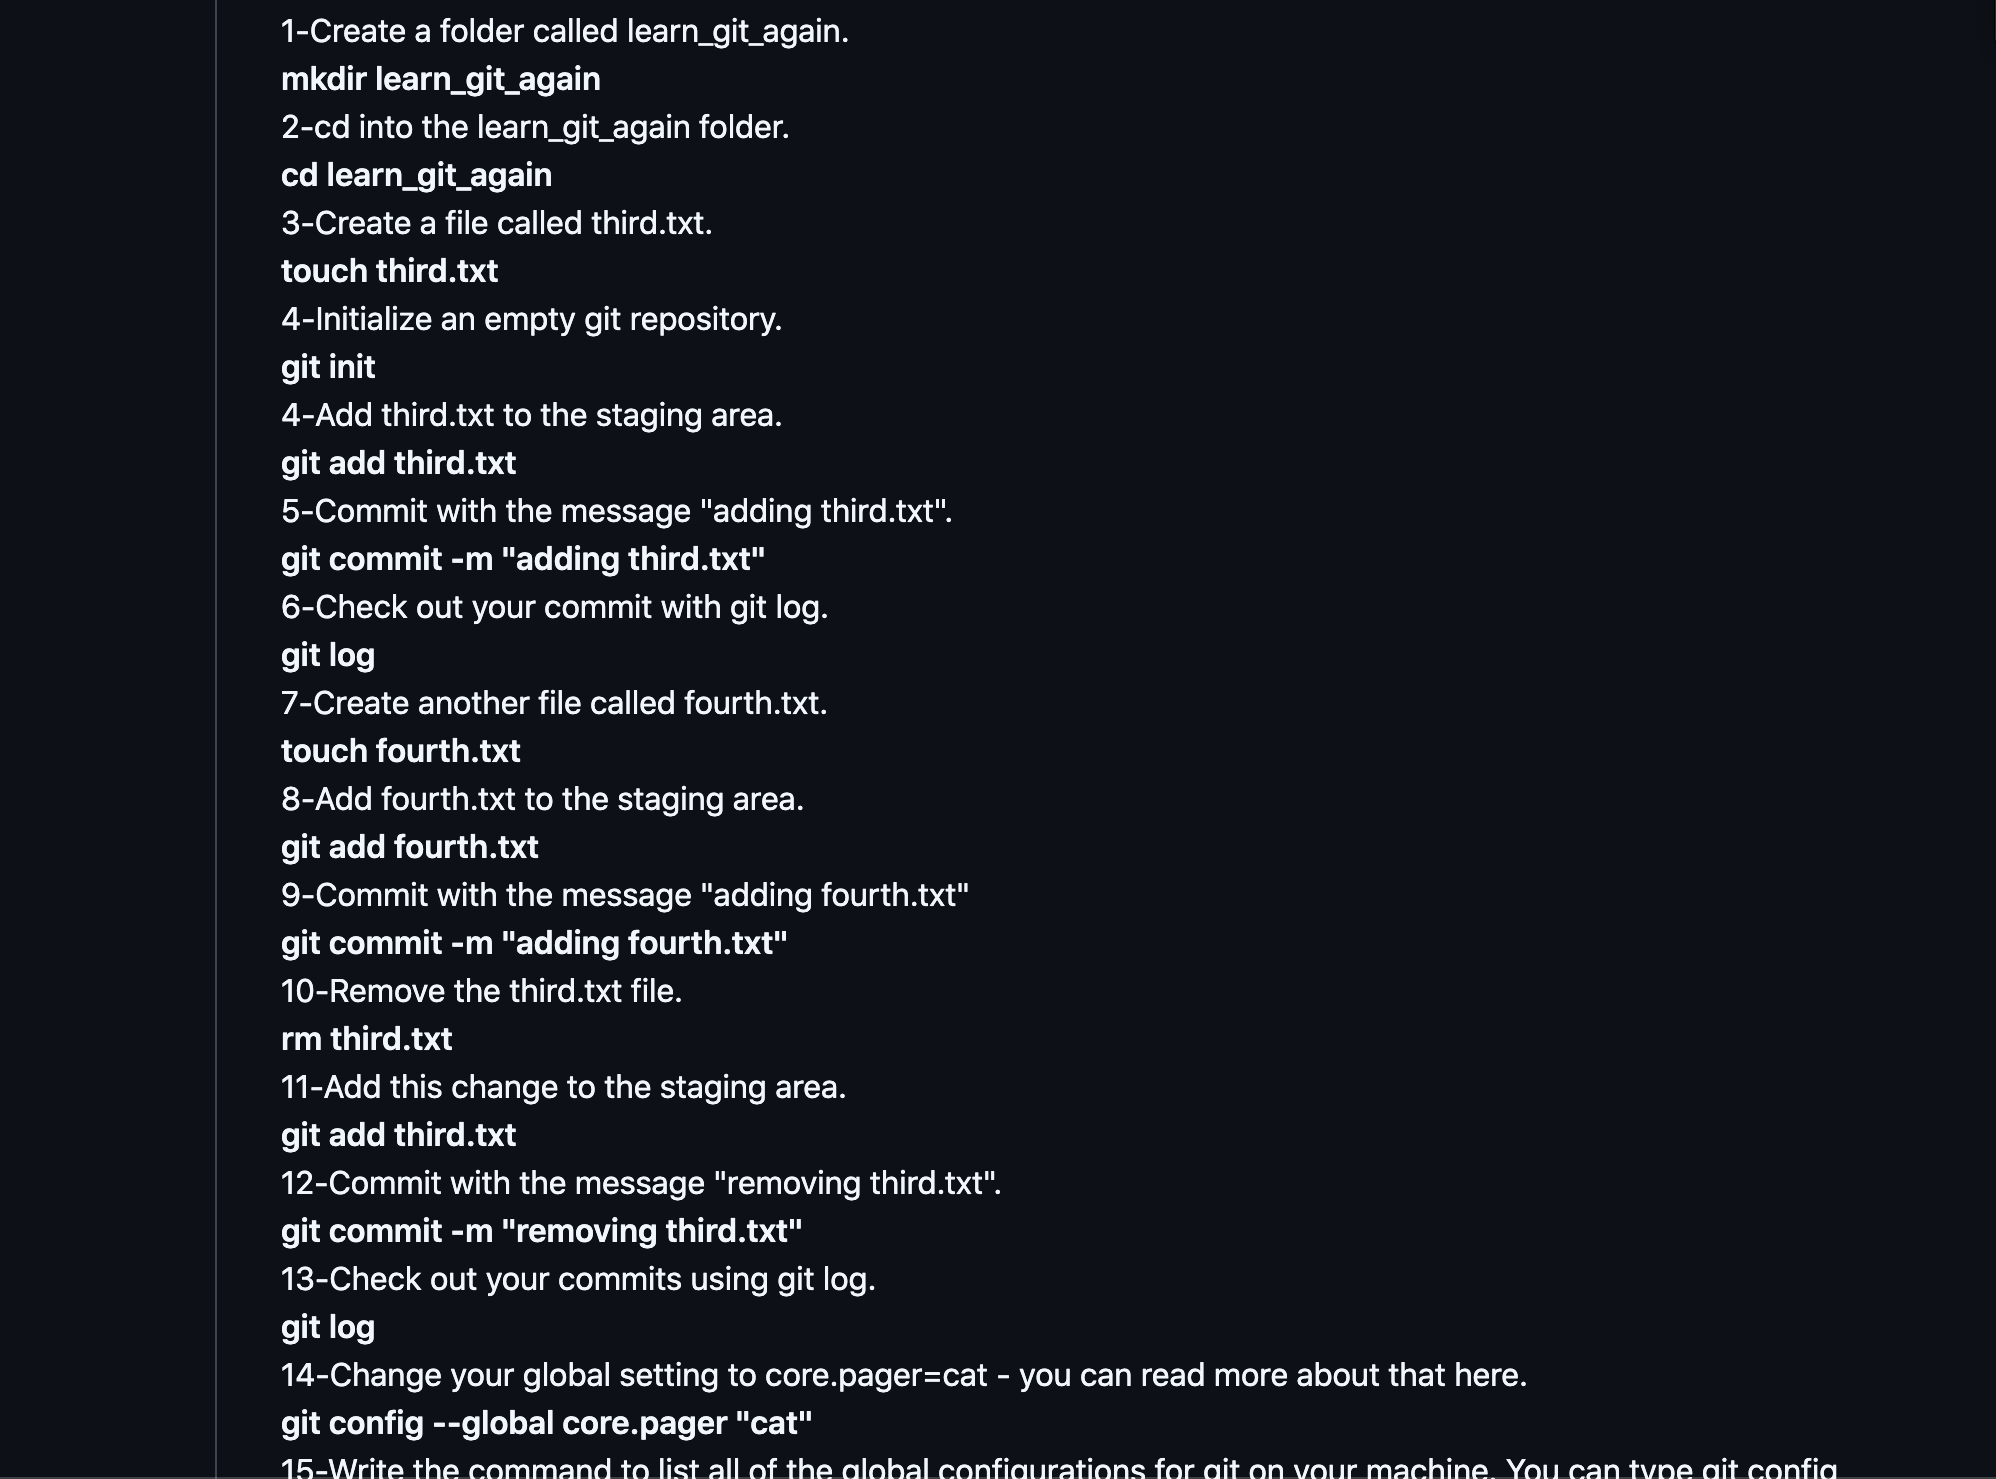 1-Create a folder called learn_git_again.
mkdir learn_git_again
2-cd into the learn_git_again folder.
cd learn_git_again
3-Create a file called third.txt.
touch third.txt
4-Initialize an empty git repository.
git init
4-Add third.txt to the staging area.
git add third.txt
5-Commit with the message "adding third.txt".
git commit -m "adding third.txt"
6-Check out your commit with git log.
git log
7-Create another file called fourth.txt.
touch fourth.txt
8-Add fourth.txt to the staging area.
git add fourth.txt
9-Commit with the message "adding fourth.txt"
git commit -m "adding fourth.txt"
10-Remove the third.txt file.
rm third.txt
11-Add this change to the staging area.
git add third.txt
12-Commit with the message "removing third.txt".
git commit -m "removing third.txt"
13-Check out your commits using git log.
git log
14-Change your global setting to core.pager=cat - you can read more about that here.
git config --global core.pager "cat"
15-Write the command to list all of the global configurations for git on your machine. You can type git config